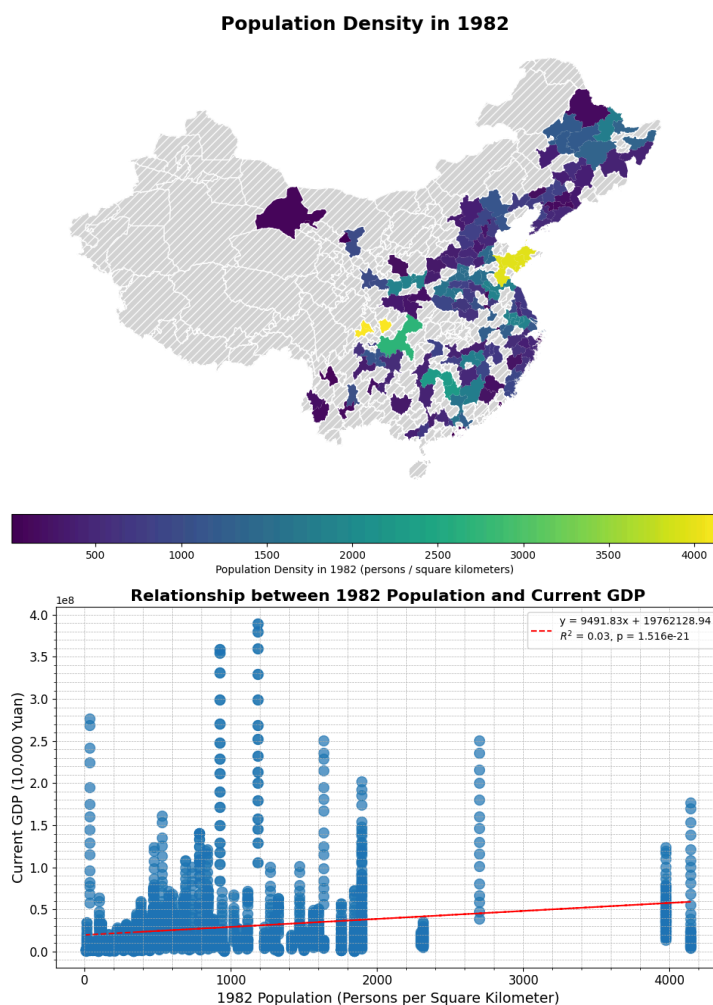 Population Density in 1982
500 1000 1500 2000 2500 3000 3500 4000
Population Density in 1982 (persons / square kilometers)
Relationship between 1982 Population and Current GDP
1e8
y = 9491.83x + 19762128.94
R² = 0.03, p = 1.516e-21
4.0
3.5
3.0
2.5
2.0
1.5
1.0
0.5
0.0
Current GDP (10,000 Yuan)
0 1000 2000 3000 4000
1982 Population (Persons per Square Kilometer)